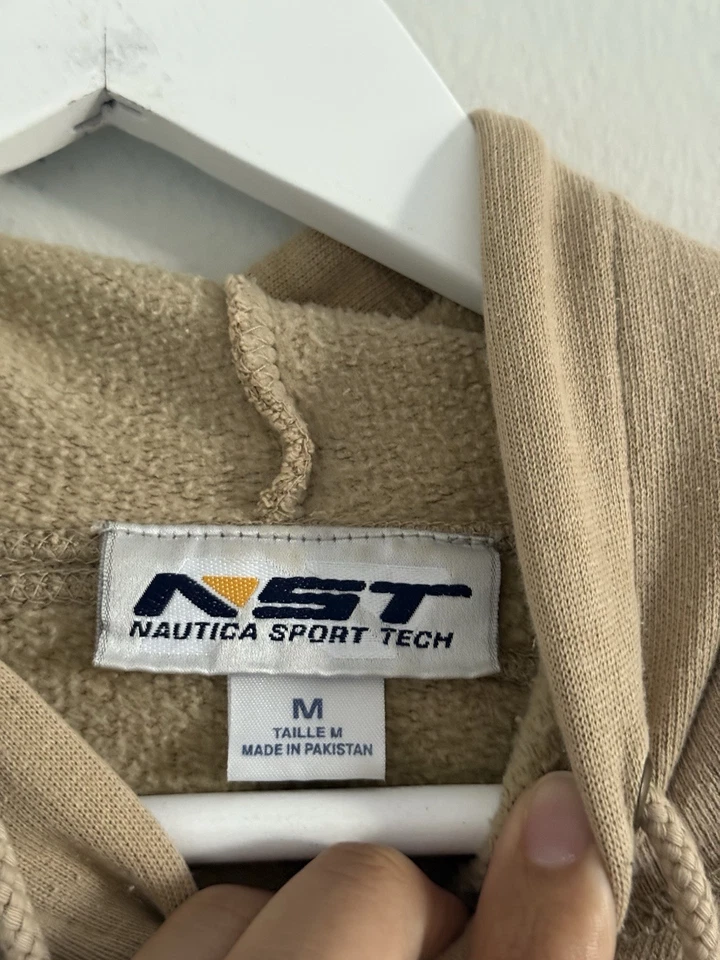 NST
NAUTICA SPORT TECH
M
TAILLE M
MADE IN PAKISTAN